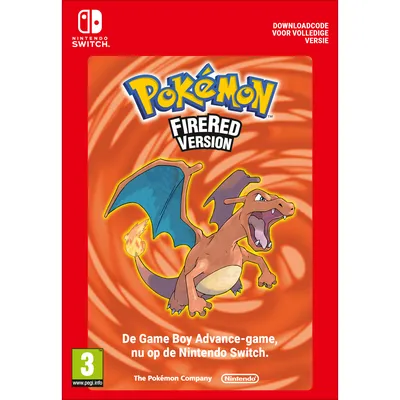 NINTENDO
SWITCH.
DOWNLOADCODE
VOOR VOLLEDIGE
VERSIE
POKéMON
FIRERED
VERSION
De Game Boy Advance-game,
nu op de Nintendo Switch.
3
www.pegi.info
The Pokémon Company
Nintendo